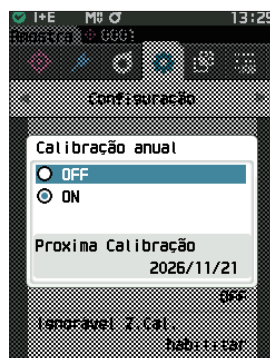 I+E M 13:25
Amostra 0001
Configuração
Calibração anual
OFF
ON
Proxima Calibração
2026/11/21
OFF
Ignorável Z.Cal.
habilitar